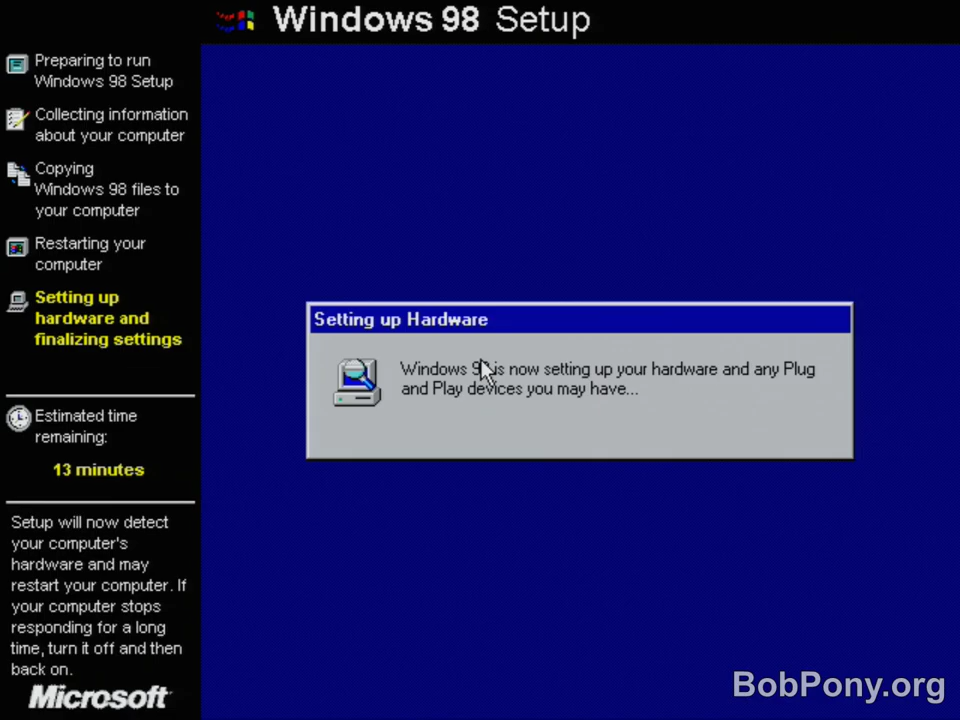 Windows 98 Setup
Preparing to run
Windows 98 Setup
Collecting information
about your computer
Copying
Windows 98 files to
your computer
Restarting your
computer
Setting up
hardware and
finalizing settings
Estimated time
remaining:
13 minutes
Setup will now detect
your computer's
hardware and may
restart your computer. If
your computer stops
responding for a long
time, turn it off and then
back on.
Microsoft
Setting up Hardware
Windows 98 is now setting up your hardware and any Plug
and Play devices you may have...
BobPony.org